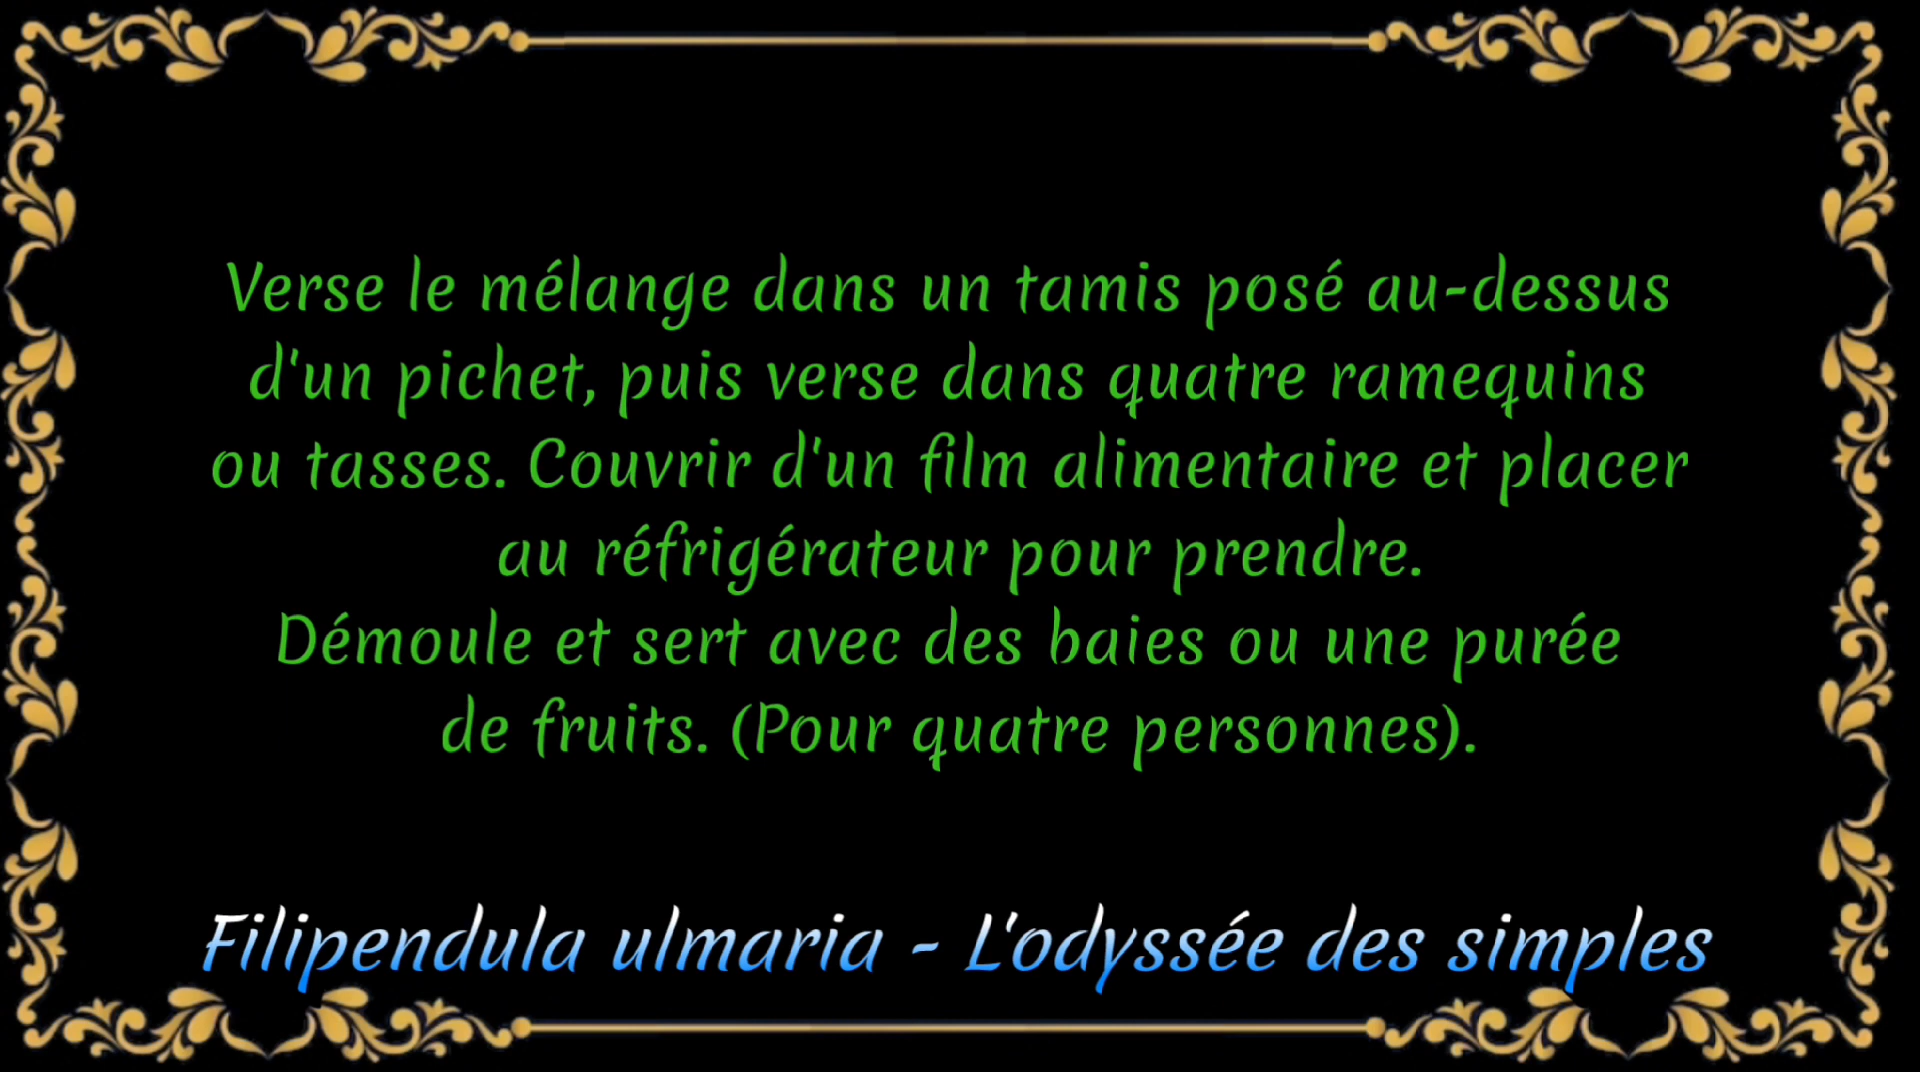 Verse le mélange dans un tamis posé au-dessus
d'un pichet, puis verse dans quatre ramequins
ou tasses. Couvrir d'un film alimentaire et placer
au réfrigérateur pour prendre.
Démoule et sert avec des baies ou une purée
de fruits. (Pour quatre personnes).
Filipendula ulmaria - L'odyssée des simples